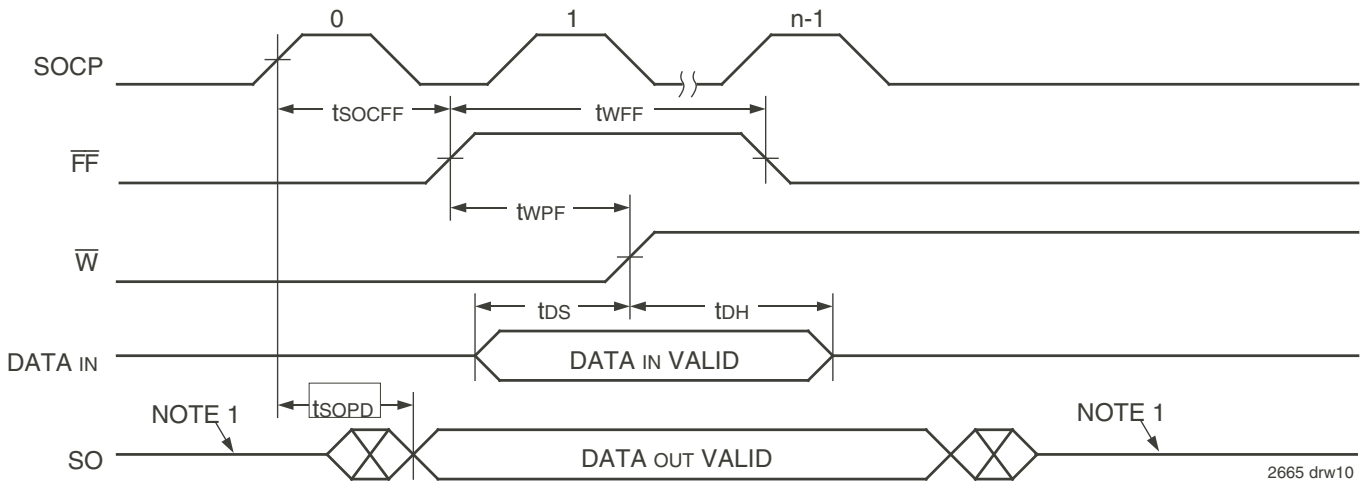 0 1 n-1
SOCP
tSOCFF tWFF
FF
tWPF
W
tDS tDH
DATA IN DATA IN VALID
tSOPD
NOTE 1 NOTE 1
SO DATA OUT VALID
2665 drw10